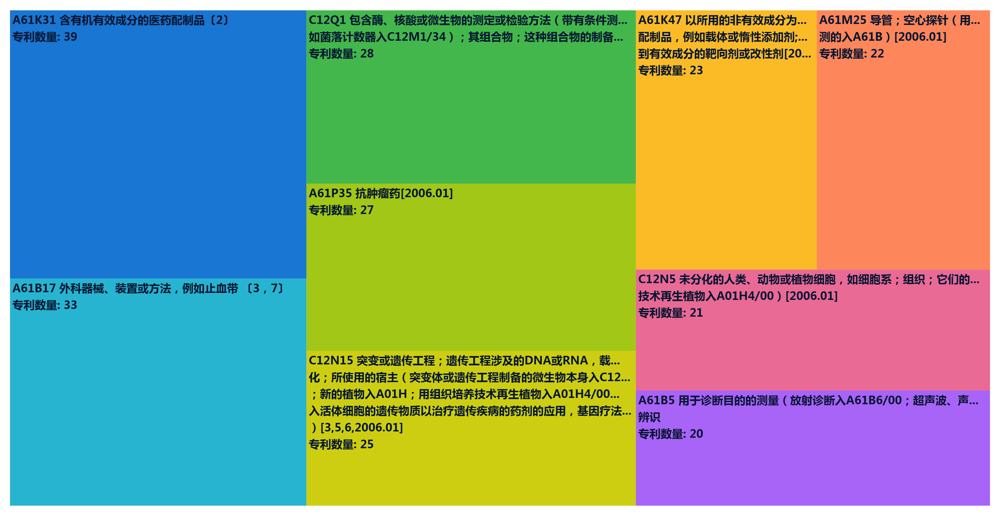 A61K31 含有机有效成分的医药配制品〔2〕
专利数量: 39
A61B17 外科器械、装置或方法，例如止血带 〔3，7〕
专利数量: 33
C12Q1 包含酶、核酸或微生物的测定或检验方法（带有条件测...
如菌落计数器入C12M1/34）；其组合物；这种组合物的制备...
专利数量: 28
A61P35 抗肿瘤药[2006.01]
专利数量: 27
C12N15 突变或遗传工程；遗传工程涉及的DNA或RNA，载...
化；所使用的宿主（突变体或遗传工程制备的微生物本身入C12...
；新的植物入A01H；用组织培养技术再生植物入A01H4/00...
入活体细胞的遗传物质以治疗遗传疾病的药剂的应用，基因疗法...
）[3,5,6,2006.01]
专利数量: 25
A61K47 以所用的非有效成分为...
配制品，例如载体或惰性添加剂;...
到有效成分的靶向剂或改性剂[20...
专利数量: 23
A61M25 导管；空心探针（用...
测的入A61B）[2006.01]
专利数量: 22
C12N5 未分化的人类、动物或植物细胞，如细胞系；组织；它们的...
技术再生植物入A01H4/00）[2006.01]
专利数量: 21
A61B5 用于诊断目的的测量（放射诊断入A61B6/00；超声波、声...
辨识
专利数量: 20